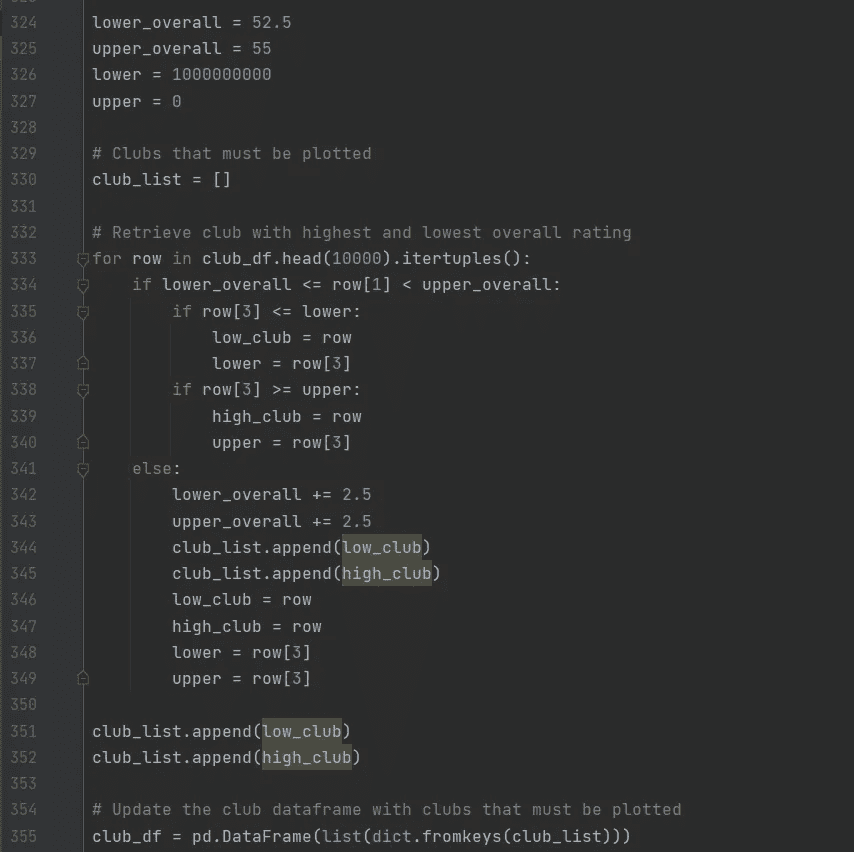 324 lower_overall = 52.5
325 upper_overall = 55
326 lower = 1000000000
327 upper = 0
328
329 # Clubs that must be plotted
330 club_list = []
331
332 # Retrieve club with highest and lowest overall rating
333 for row in club_df.head(10000).itertuples():
334     if lower_overall <= row[1] < upper_overall:
335         if row[3] <= lower:
336             low_club = row
337             lower = row[3]
338         if row[3] >= upper:
339             high_club = row
340             upper = row[3]
341     else:
342         lower_overall += 2.5
343         upper_overall += 2.5
344         club_list.append(low_club)
345         club_list.append(high_club)
346         low_club = row
347         high_club = row
348         lower = row[3]
349         upper = row[3]
350
351 club_list.append(low_club)
352 club_list.append(high_club)
353
354 # Update the club dataframe with clubs that must be plotted
355 club_df = pd.DataFrame(list(dict.fromkeys(club_list)))